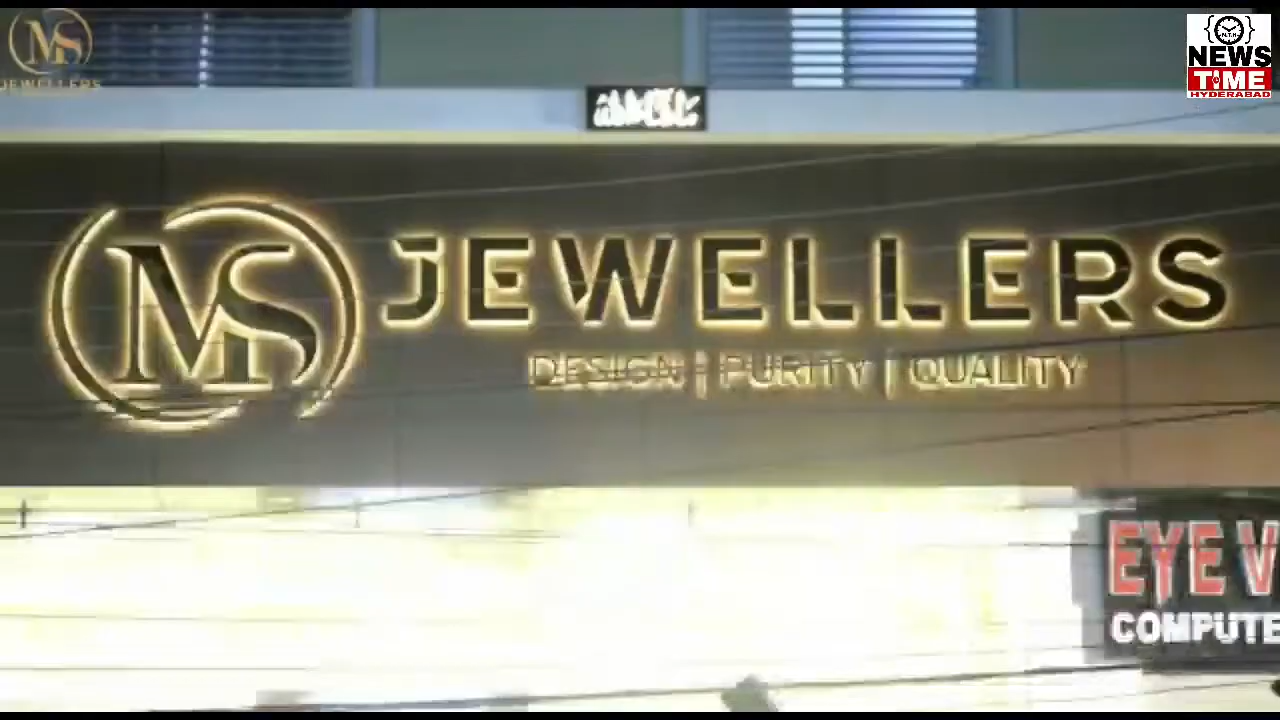 MS
JEWELLERS
N.T.H
NEWS
TIME
HYDERABAD
MS JEWELLERS
DESIGN | PURITY | QUALITY
EYE V
COMPUTE